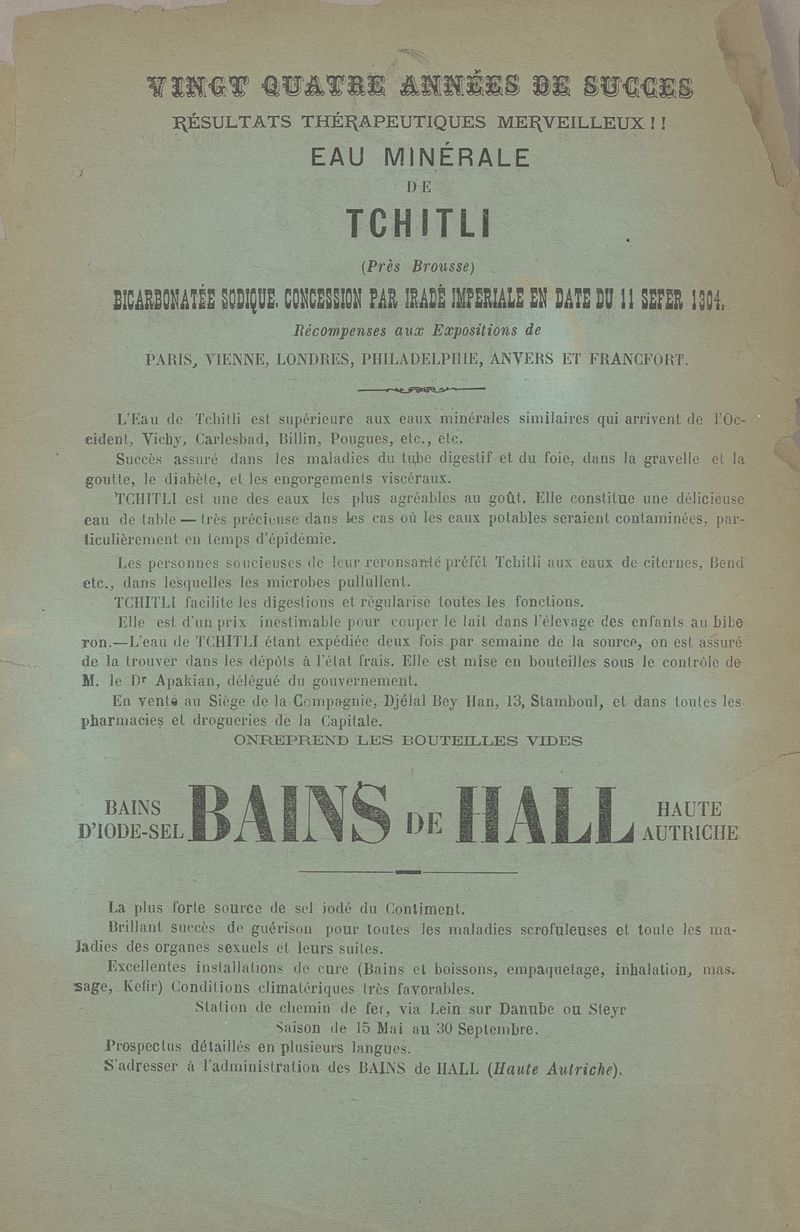 VINGT QUATRE ANNÉES DE SUCCES
RÉSULTATS THÉRAPEUTIQUES MERVEILLEUX!!
EAU MINÉRALE
DE
TCHITLI
(Près Brousse)
BICARBONATÉE SODIQUE. CONCESSION PAR IRADÉ IMPERIALE EN DATE DU 11 SEFER 1304.
Récompenses aux Expositions de
PARIS, VIENNE, LONDRES, PHILADELPHIE, ANVERS ET FRANCFORT.
L'Eau de Tchitli est supérieure aux eaux minérales similaires qui arrivent de l'Oc-
cident, Vichy, Carlesbad, Billin, Pougues, etc., etc.
Succès assuré dans les maladies du tube digestif et du foie, dans la gravelle et la
goutte, le diabète, et les engorgements viscéraux.
TCHITLI est une des eaux les plus agréables au goût. Elle constitue une délicieuse
eau de table — très précieuse dans les cas où les eaux potables seraient contaminées, par-
ticulièrement en temps d'épidémie.
Les personnes soucieuses de leur reronsanté préfét Tchitli aux eaux de citernes, Bend
etc., dans lesquelles les microbes pullullent.
TCHITLI facilite les digestions et régularise toutes les fonctions.
Elle est d'un prix inestimable pour couper le lait dans l'élevage des enfants au bibe
ron.—L'eau de TCHITLI étant expédiée deux fois par semaine de la source, on est assuré
de la trouver dans les dépôts à l'état frais. Elle est mise en bouteilles sous le contrôle de
M. le Dr Apakian, délégué du gouvernement.
En vente au Siège de la Compagnie, Djélal Bey Han, 13, Stamboul, et dans toutes les
pharmacies et drogueries de la Capitale.
ONREPREND LES BOUTEILLES VIDES
BAINS D'IODE-SEL BAINS DE HALL HAUTE AUTRICHE
La plus forte source de sel iodé du Contiment.
Brillant succès de guérison pour toutes les maladies scrofuleuses et toute les ma-
ladies des organes sexuels et leurs suites.
Excellentes installations de cure (Bains et boissons, empaquetage, inhalation, mas.
sage, Kefir) Conditions climatériques très favorables.
Station de chemin de fer, via Lein sur Danube ou Steyr
Saison de 15 Mai au 30 Septembre.
Prospectus détaillés en plusieurs langues.
S'adresser à l'administration des BAINS de HALL (Haute Autriche).